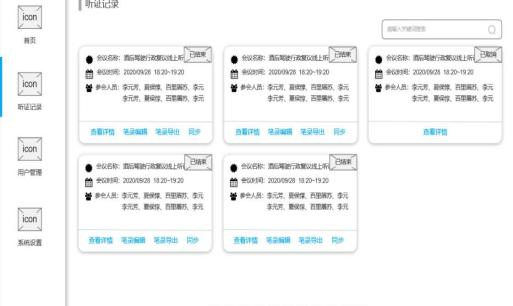 听证记录
icon
首页
icon
听证记录
icon
用户管理
icon
系统设置
请输入关键词搜索
会议名称: 酒后驾驶行政复议线上听 已结束
会议时间: 2020/09/28 18:20~19:20
参会人员: 李元芳、夏侯惇、百里屠苏、李元
李元芳、夏侯惇、百里屠苏、李元
查看详情 笔录编辑 笔录导出 同步
会议名称: 酒后驾驶行政复议线上听 已结束
会议时间: 2020/09/28 18:20~19:20
参会人员: 李元芳、夏侯惇、百里屠苏、李元
李元芳、夏侯惇、百里屠苏、李元
查看详情 笔录编辑 笔录导出 同步
会议名称: 酒后驾驶行政复议线上听 已取消
会议时间: 2020/09/28 18:20~19:20
参会人员: 李元芳、夏侯惇、百里屠苏、李元
李元芳、夏侯惇、百里屠苏、李元
查看详情
会议名称: 酒后驾驶行政复议线上听 已结束
会议时间: 2020/09/28 18:20~19:20
参会人员: 李元芳、夏侯惇、百里屠苏、李元
李元芳、夏侯惇、百里屠苏、李元
查看详情 笔录编辑 笔录导出 同步
会议名称: 酒后驾驶行政复议线上听 已结束
会议时间: 2020/09/28 18:20~19:20
参会人员: 李元芳、夏侯惇、百里屠苏、李元
李元芳、夏侯惇、百里屠苏、李元
查看详情 笔录编辑 笔录导出 同步